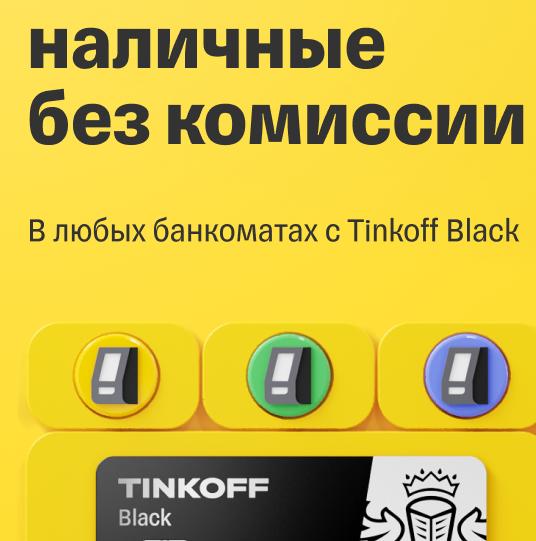 наличные
без комиссии
В любых банкоматах с Tinkoff Black
TINKOFF
Black